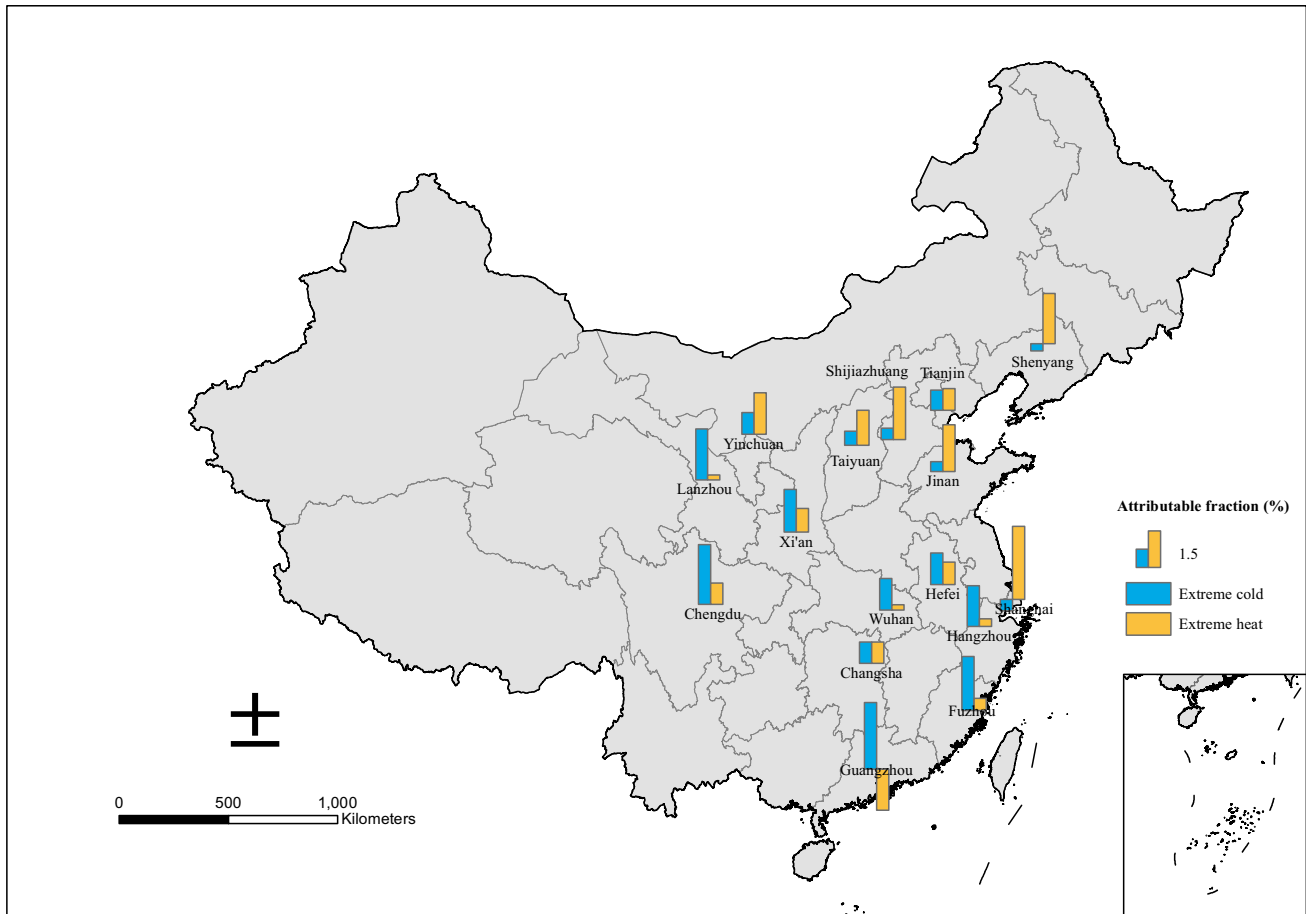 Shenyang
Shijiazhuang
Tianjin
Yinchuan
Taiyuan
Jinan
Lanzhou
Attributable fraction (%)
Xi'an
1.5
Hefei
Extreme cold
Chengdu
Shanghai
Wuhan
Extreme heat
Hangzhou
Changsha
Fuzhou
Guangzhou
0 500 1,000
Kilometers